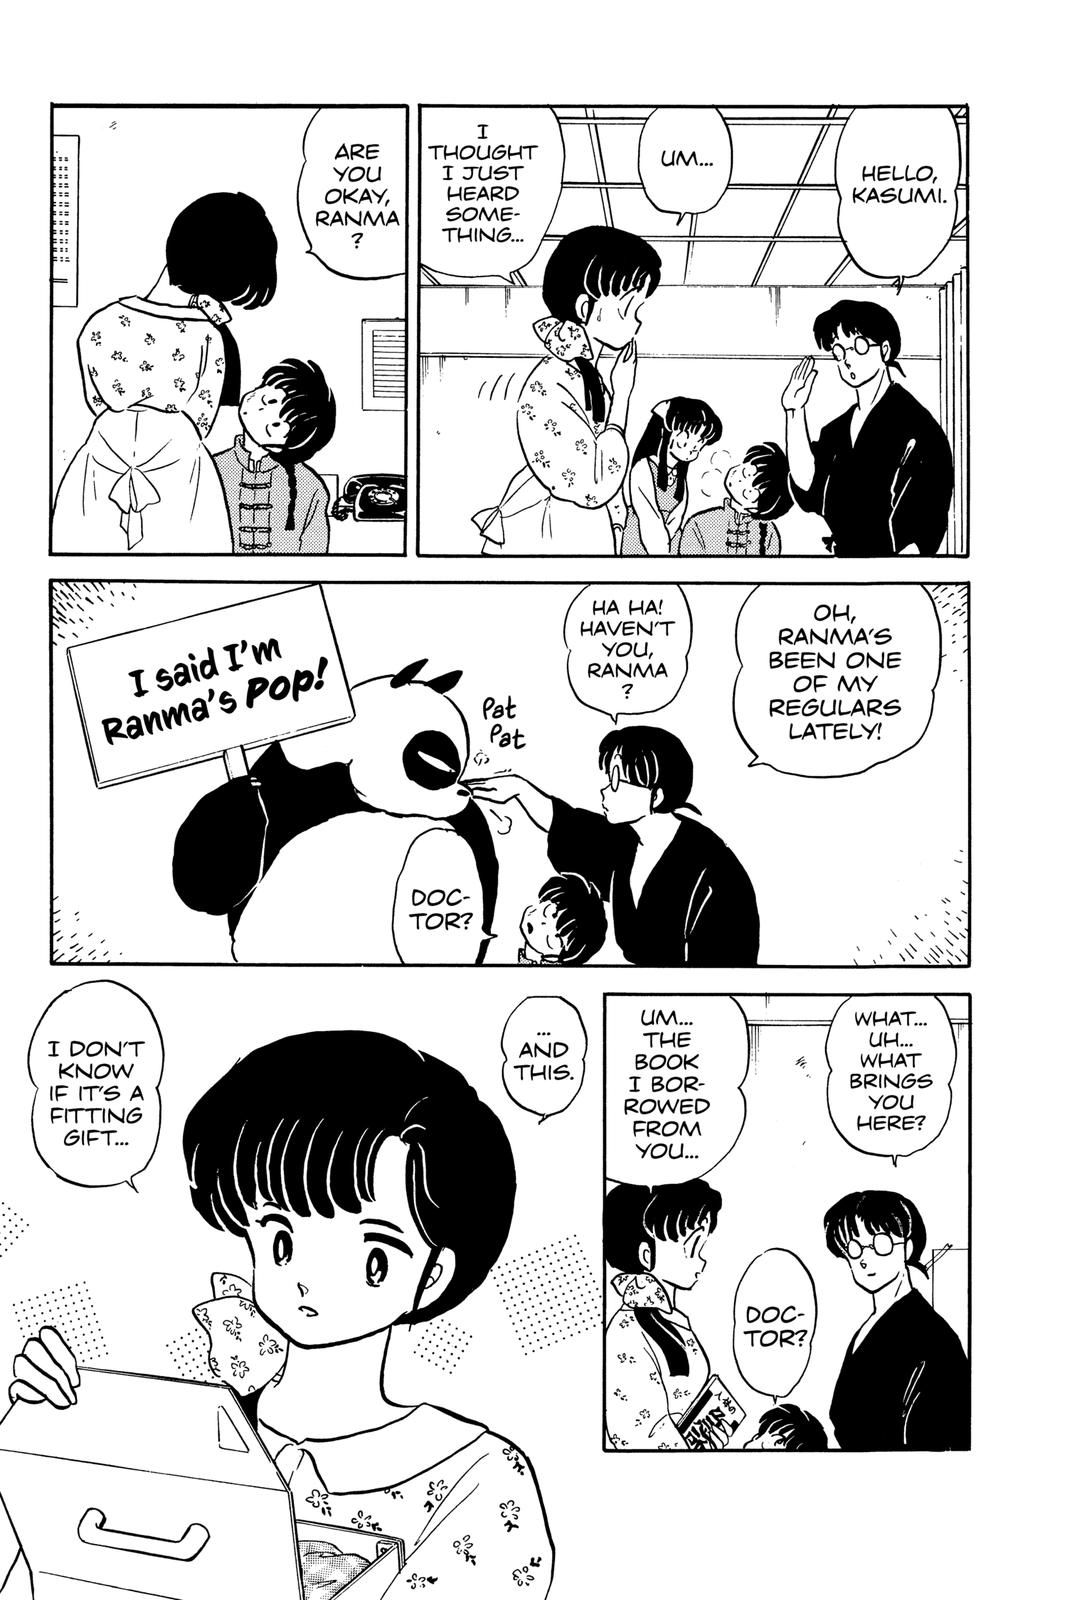 HELLO,
KASUMI.
UM...
I
THOUGHT
I JUST
HEARD
SOME-
THING...
ARE
YOU
OKAY,
RANMA
?
OH,
RANMA'S
BEEN ONE
OF MY
REGULARS
LATELY!
HA HA!
HAVEN'T
YOU,
RANMA
?
Pat
Pat
I said I'm
Ranma's Pop!
DOC-
TOR?
WHAT...
UH...
WHAT
BRINGS
YOU
HERE?
UM...
THE
BOOK
I BOR-
ROWED
FROM
YOU...
DOC-
TOR?
...
AND
THIS.
I DON'T
KNOW
IF IT'S A
FITTING
GIFT...